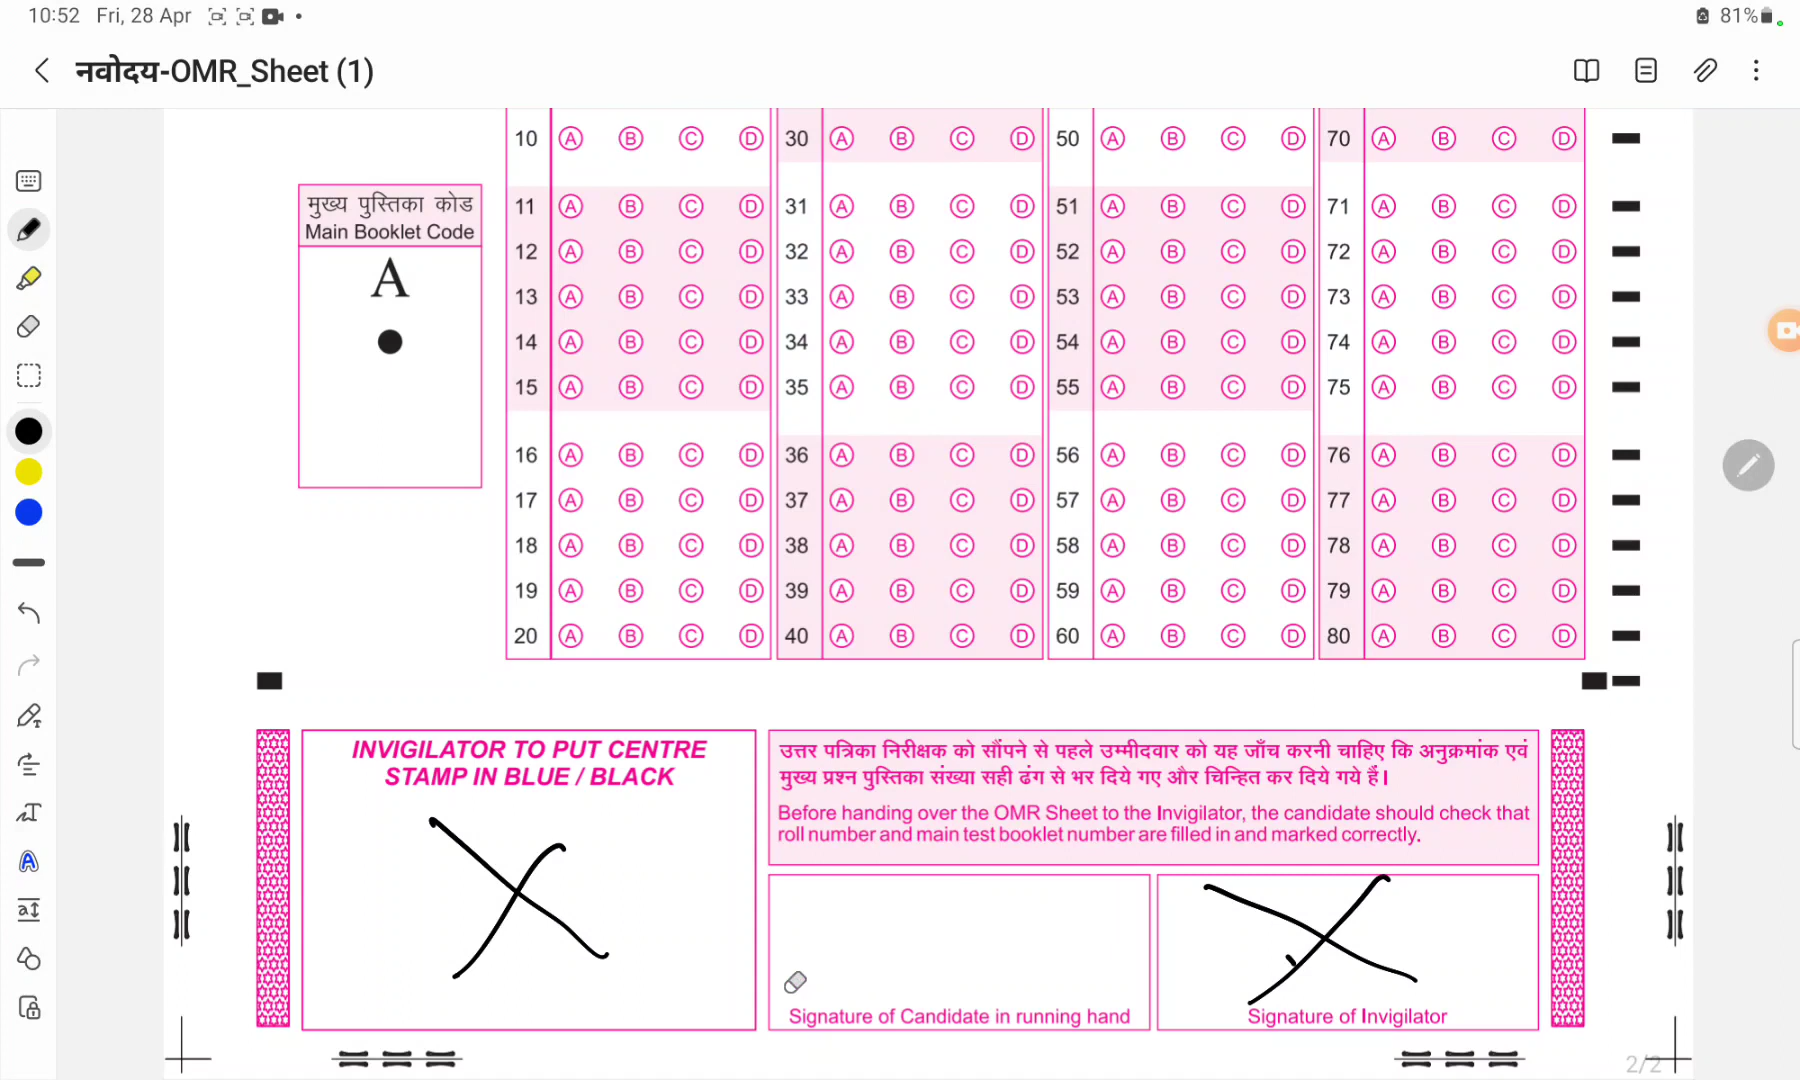 10:52 Fri, 28 Apr
81%
नवोदय-OMR_Sheet (1)
मुख्य पुस्तिका कोड
Main Booklet Code
A
10 A B C D 30 A B C D 50 A B C D 70 A B C D
11 A B C D 31 A B C D 51 A B C D 71 A B C D
12 A B C D 32 A B C D 52 A B C D 72 A B C D
13 A B C D 33 A B C D 53 A B C D 73 A B C D
14 A B C D 34 A B C D 54 A B C D 74 A B C D
15 A B C D 35 A B C D 55 A B C D 75 A B C D
16 A B C D 36 A B C D 56 A B C D 76 A B C D
17 A B C D 37 A B C D 57 A B C D 77 A B C D
18 A B C D 38 A B C D 58 A B C D 78 A B C D
19 A B C D 39 A B C D 59 A B C D 79 A B C D
20 A B C D 40 A B C D 60 A B C D 80 A B C D
INVIGILATOR TO PUT CENTRE
STAMP IN BLUE / BLACK
उत्तर पत्रिका निरीक्षक को सौंपने से पहले उम्मीदवार को यह जाँच करनी चाहिए कि अनुक्रमांक एवं
मुख्य प्रश्न पुस्तिका संख्या सही ढंग से भर दिये गए और चिन्हित कर दिये गये हैं।
Before handing over the OMR Sheet to the Invigilator, the candidate should check that
roll number and main test booklet number are filled in and marked correctly.
Signature of Candidate in running hand
Signature of Invigilator
2/2